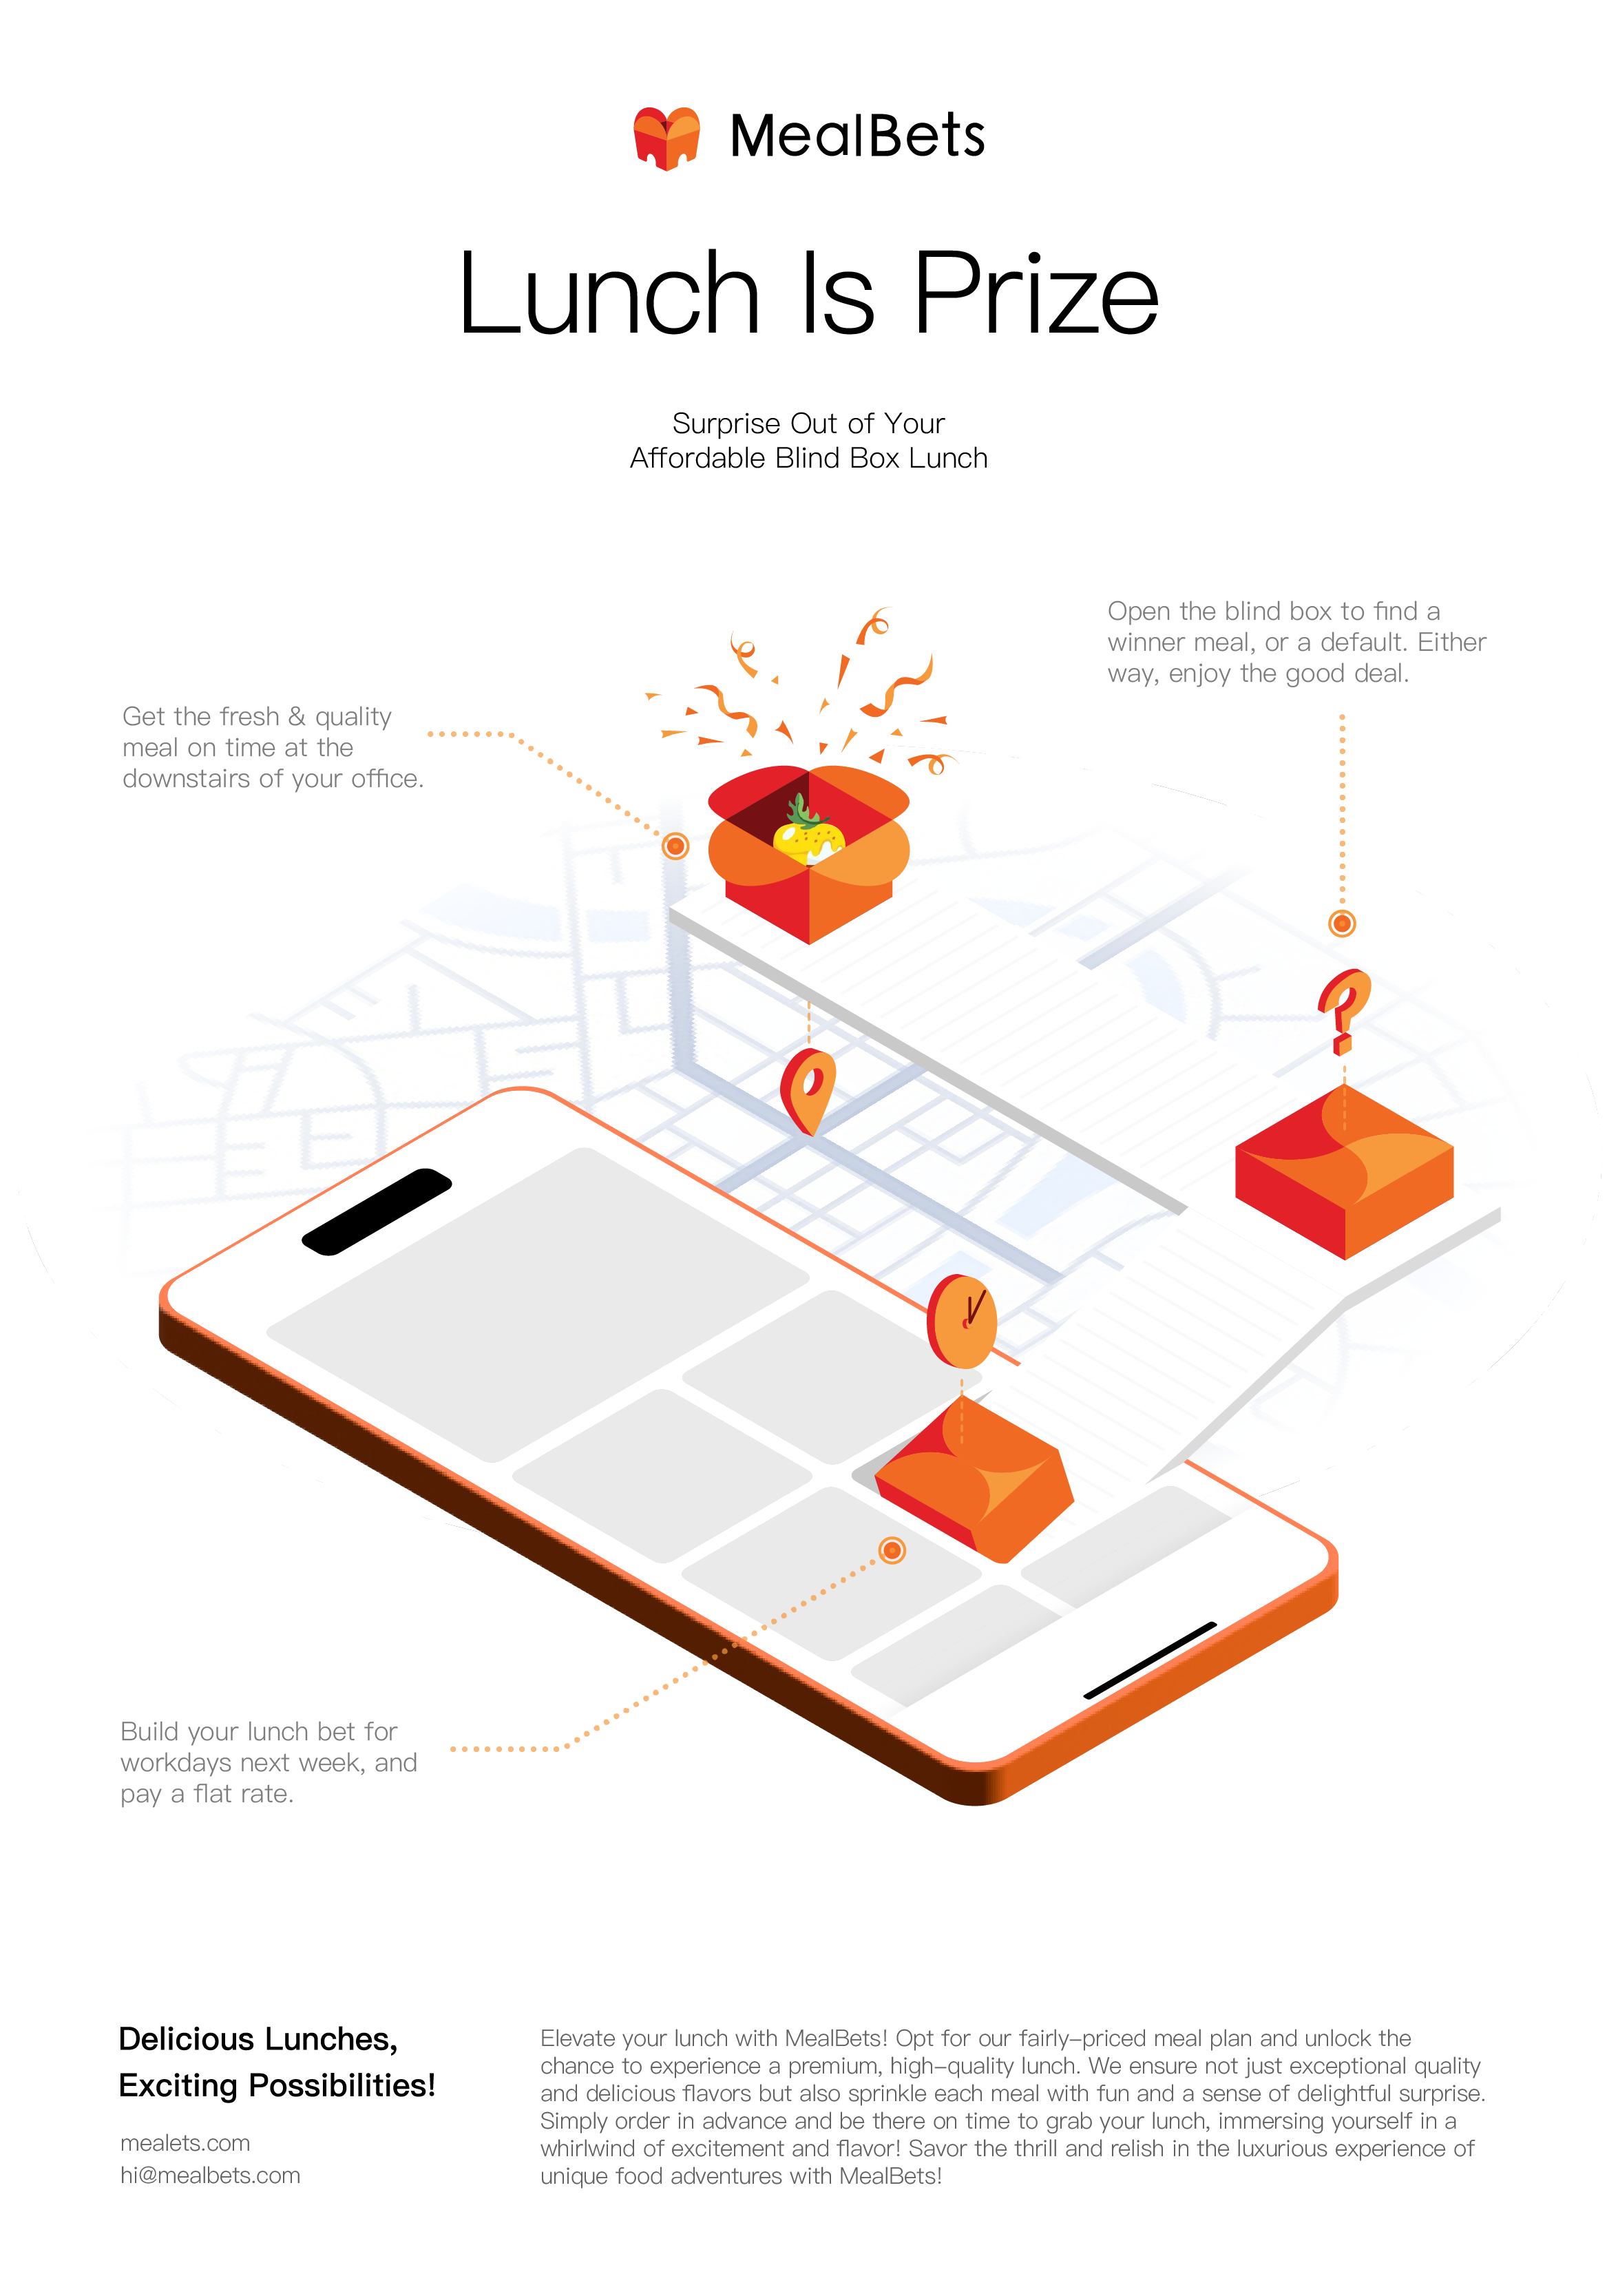 MealBets
Lunch Is Prize
Surprise Out of Your
Affordable Blind Box Lunch
Open the blind box to find a
winner meal, or a default. Either
way, enjoy the good deal.
Get the fresh & quality
meal on time at the
downstairs of your office.
?
Build your lunch bet for
workdays next week, and
pay a flat rate.
Delicious Lunches,
Exciting Possibilities!
mealets.com
hi@mealbets.com
Elevate your lunch with MealBets! Opt for our fairly-priced meal plan and unlock the
chance to experience a premium, high-quality lunch. We ensure not just exceptional quality
and delicious flavors but also sprinkle each meal with fun and a sense of delightful surprise.
Simply order in advance and be there on time to grab your lunch, immersing yourself in a
whirlwind of excitement and flavor! Savor the thrill and relish in the luxurious experience of
unique food adventures with MealBets!